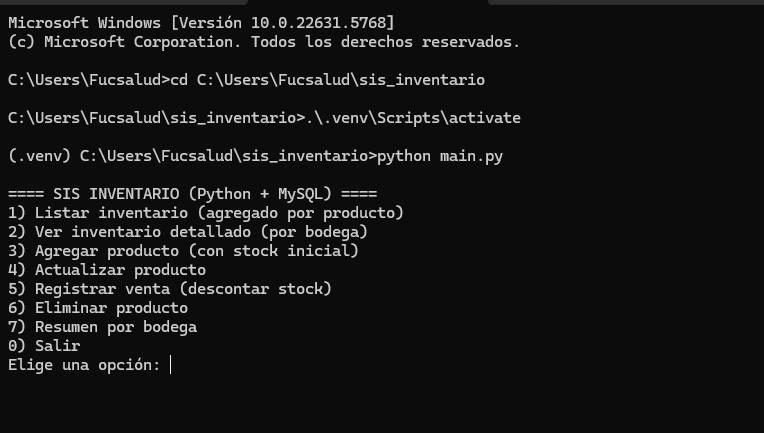 Microsoft Windows [Versión 10.0.22631.5768]
(c) Microsoft Corporation. Todos los derechos reservados.
C:\Users\Fucsalud>cd C:\Users\Fucsalud\sis_inventario
C:\Users\Fucsalud\sis_inventario>.\.venv\Scripts\activate
(.venv) C:\Users\Fucsalud\sis_inventario>python main.py
==== SIS INVENTARIO (Python + MySQL) ====
1) Listar inventario (agregado por producto)
2) Ver inventario detallado (por bodega)
3) Agregar producto (con stock inicial)
4) Actualizar producto
5) Registrar venta (descontar stock)
6) Eliminar producto
7) Resumen por bodega
0) Salir
Elige una opción: